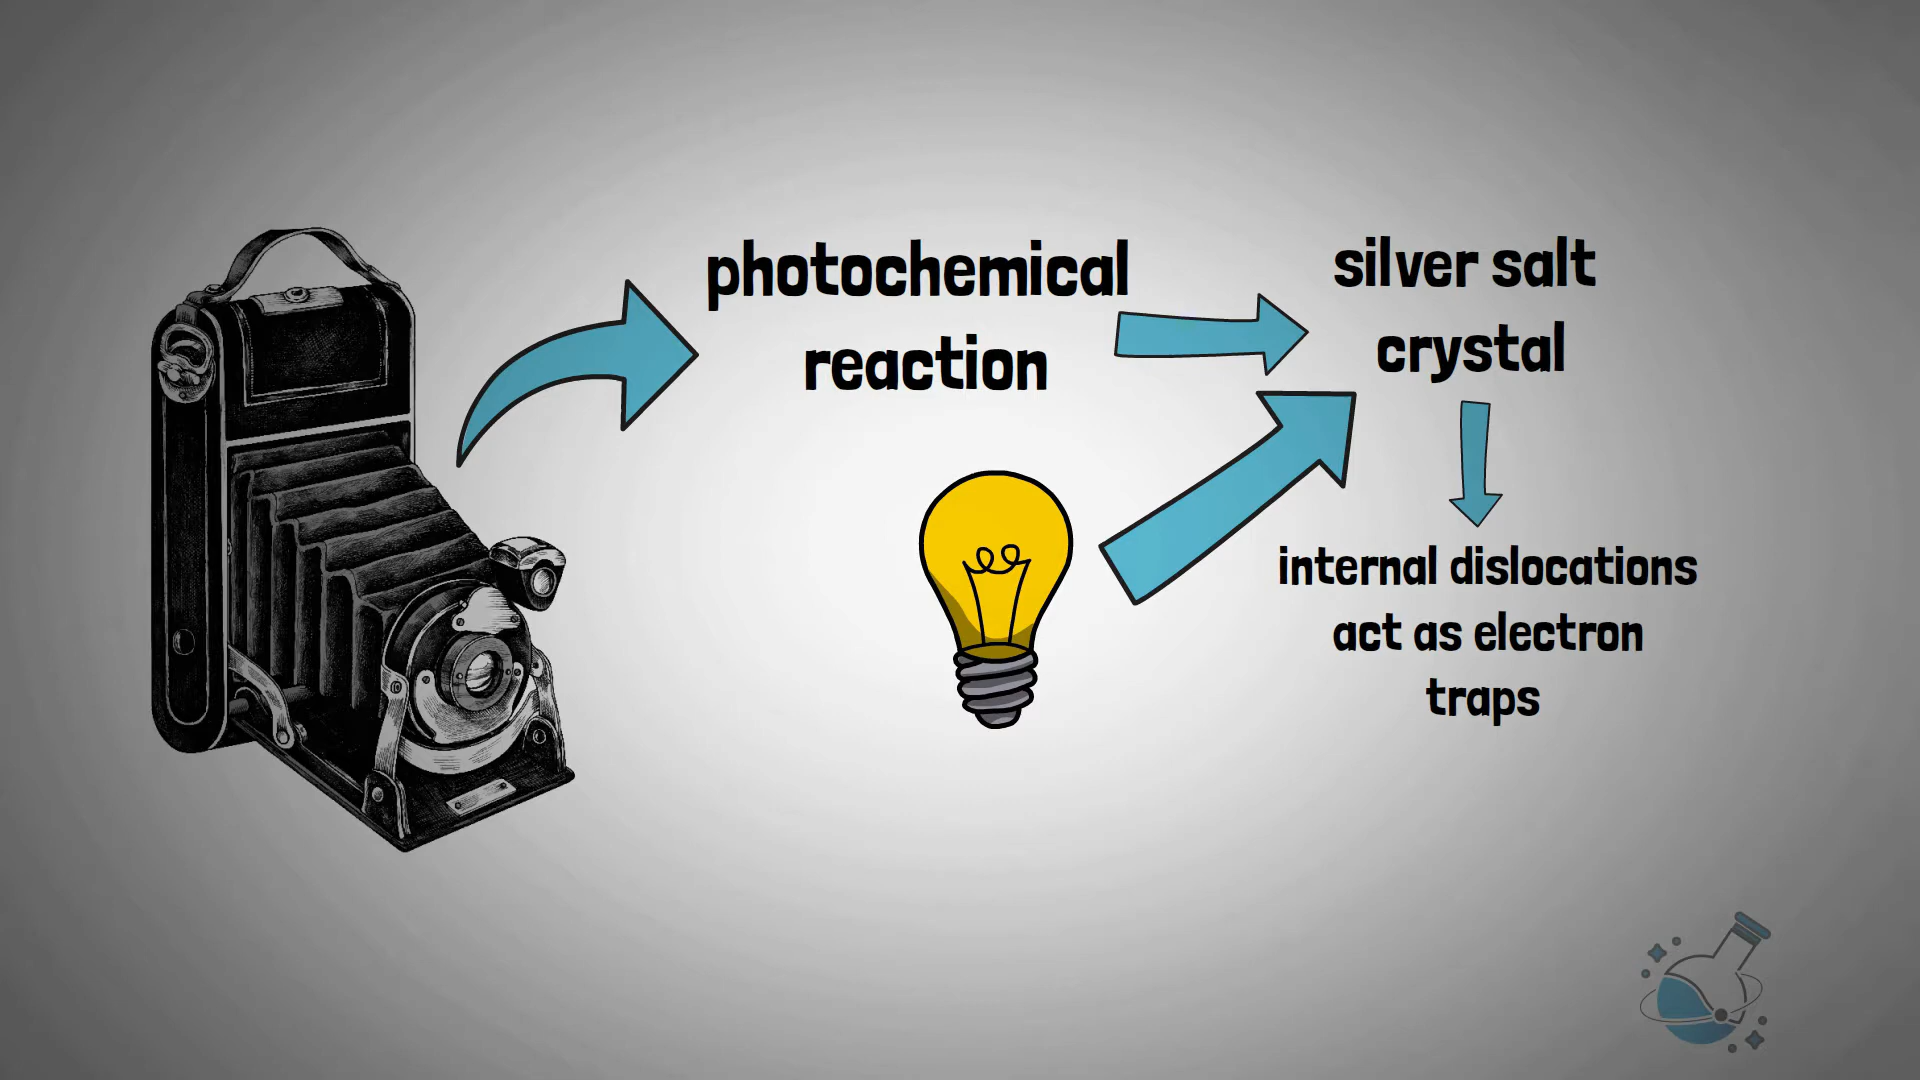 photochemical
reaction
silver salt
crystal
internal dislocations
act as electron
traps